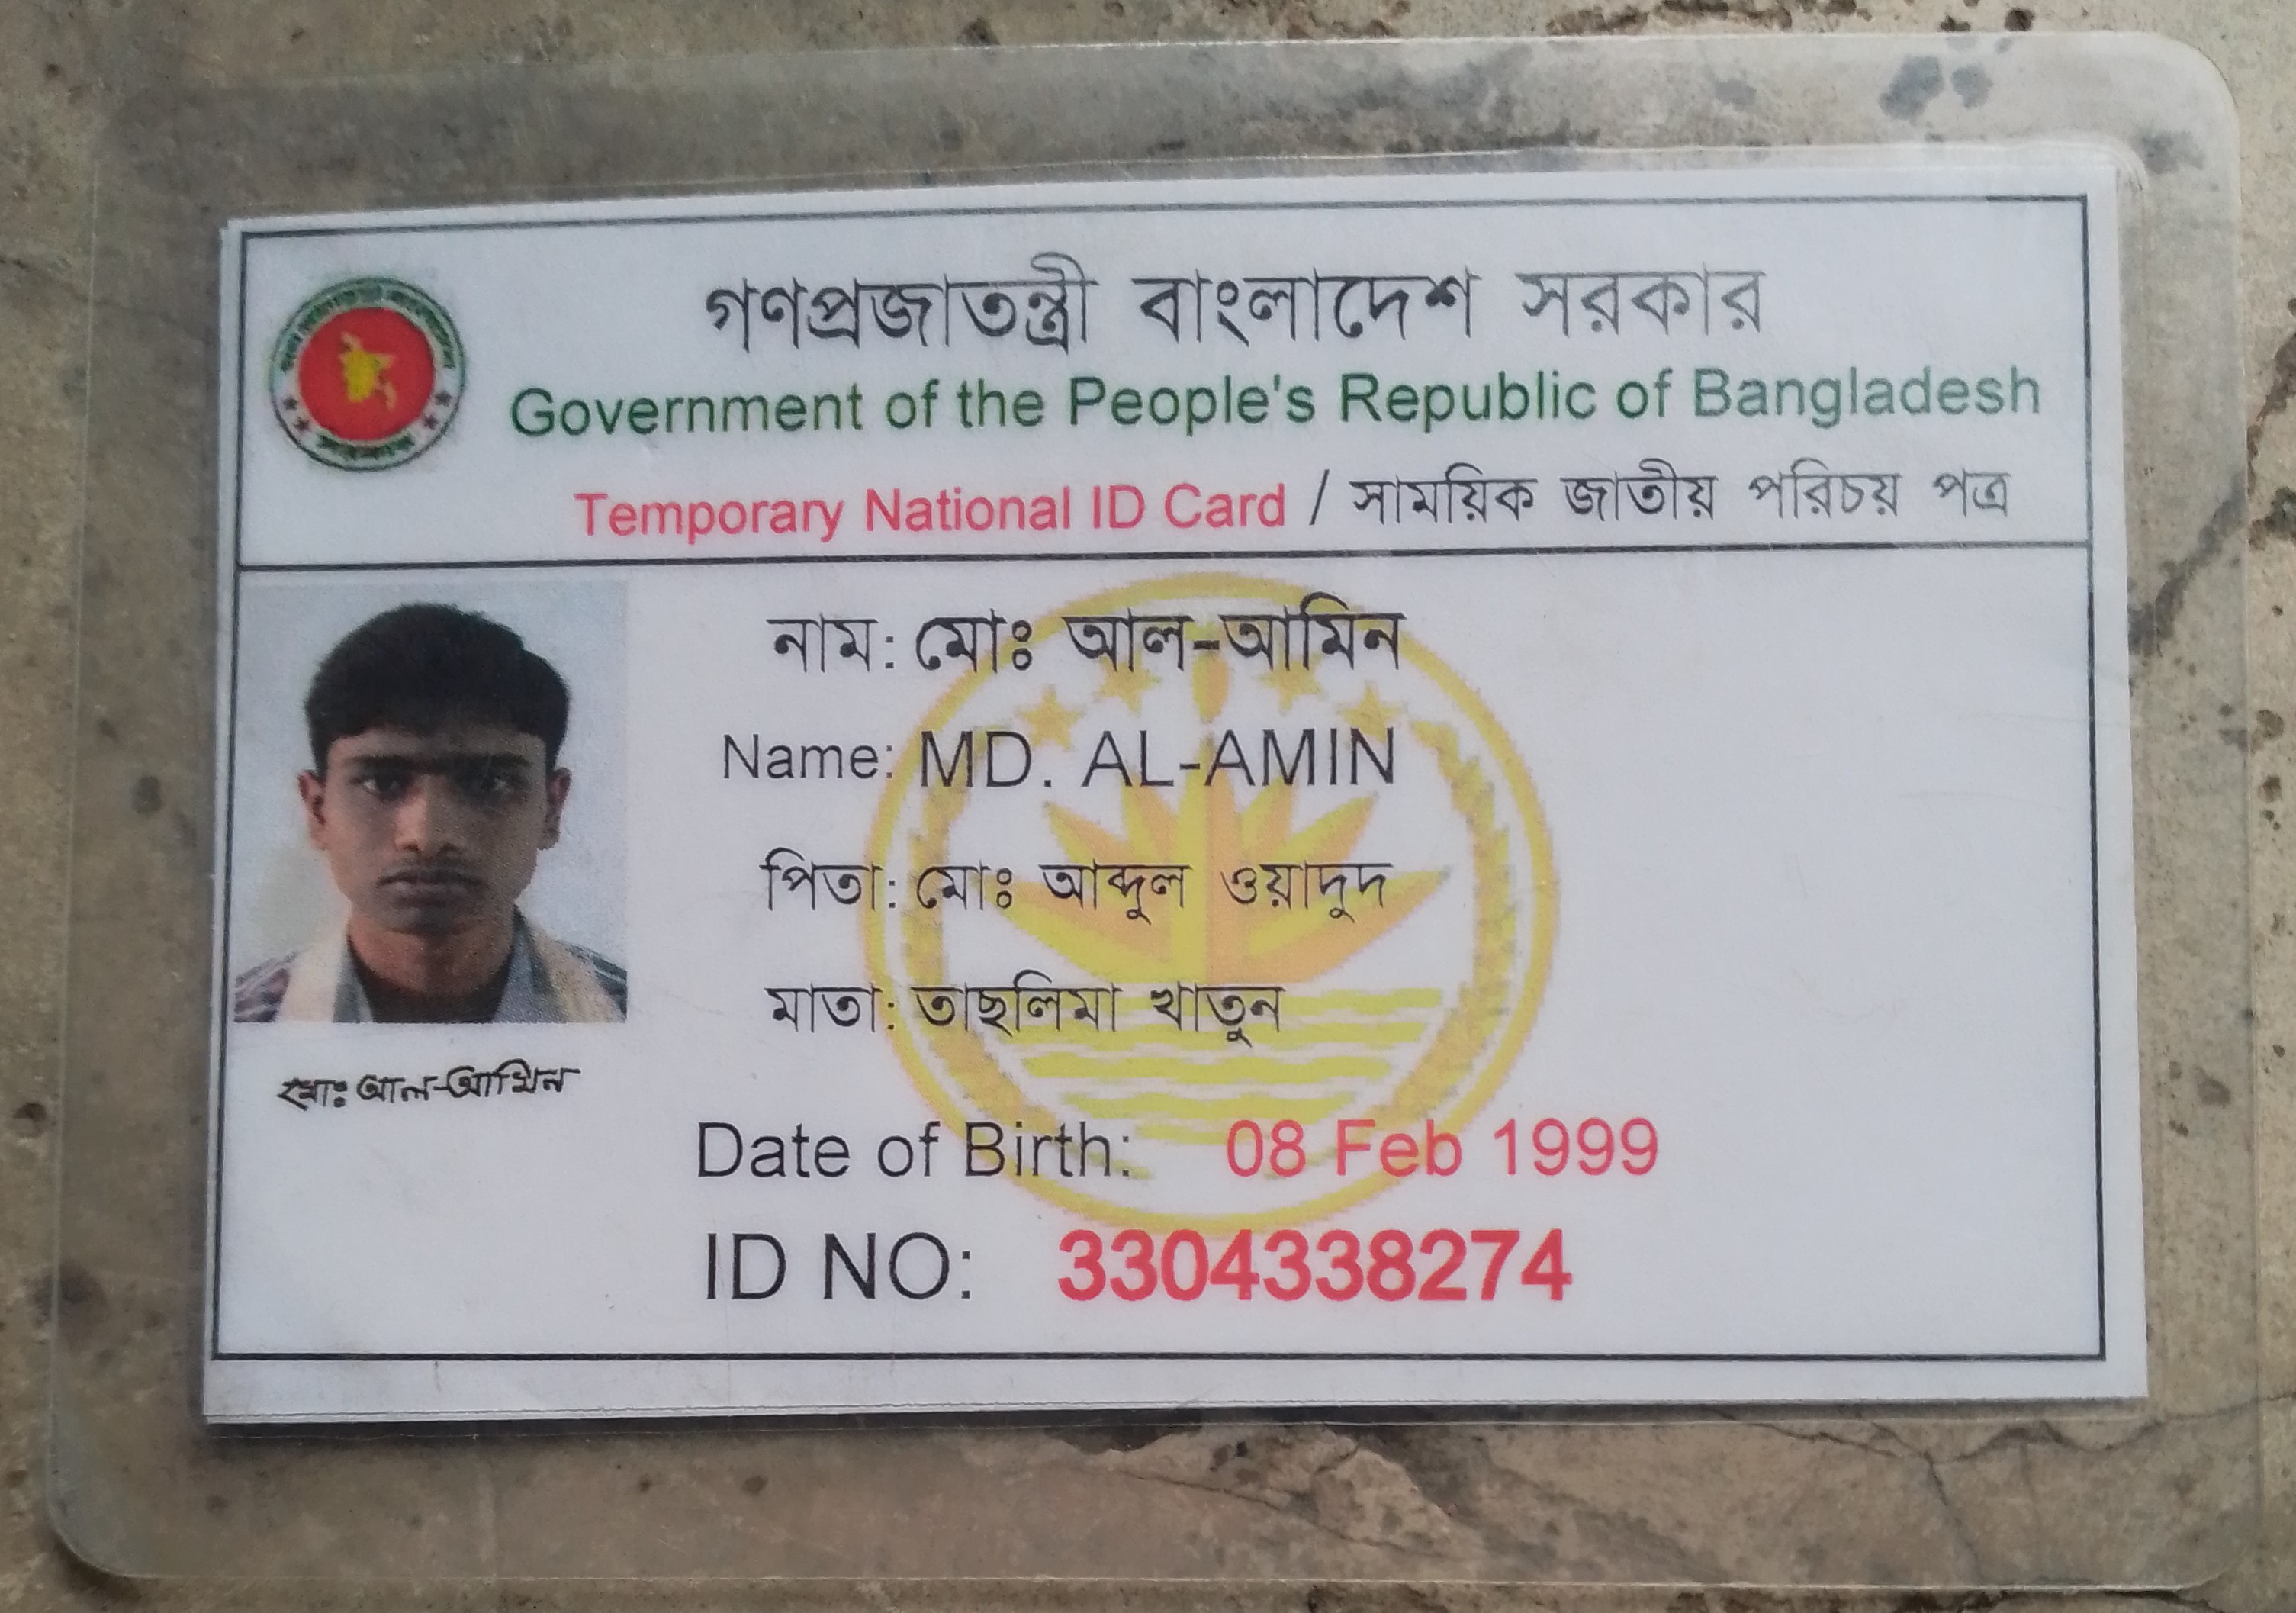 গণপ্রজাতন্ত্রী বাংলাদেশ সরকার
Government of the People's Republic of Bangladesh
Temporary National ID Card / সাময়িক জাতীয় পরিচয় পত্র
নাম: মোঃ আল-আমিন
Name: MD. AL-AMIN
পিতা: মোঃ আব্দুল ওয়াদুদ
মাতা: তাছলিমা খাতুন
মোঃ আল-আমিন
Date of Birth: 08 Feb 1999
ID NO: 3304338274